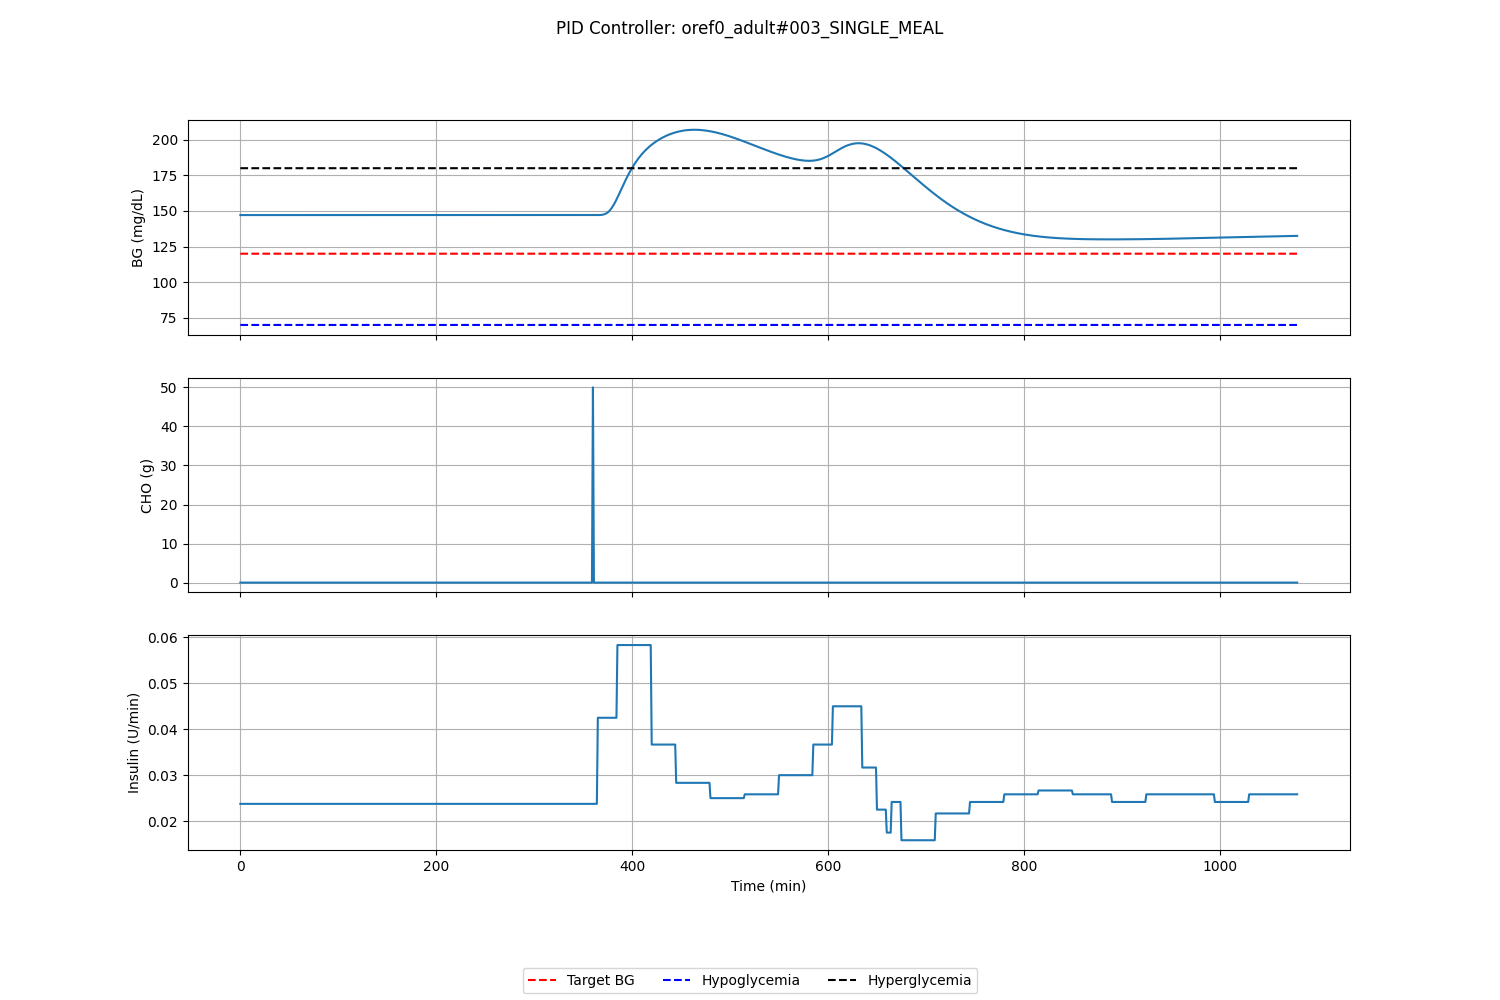 PID Controller: oref0_adult#003_SINGLE_MEAL
200
175
150
125
100
75
BG (mg/dL)
50
40
30
20
10
0
CHO (g)
0.06
0.05
0.04
0.03
0.02
Insulin (U/min)
0 200 400 600 800 1000
Time (min)
Target BG Hypoglycemia Hyperglycemia